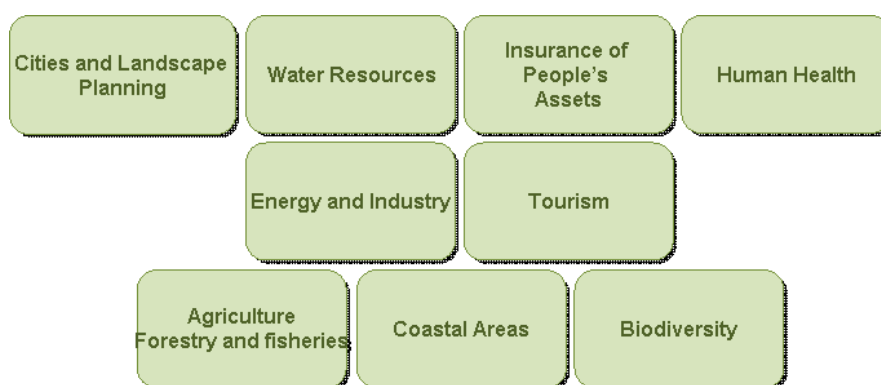 Cities and Landscape
Planning
Water Resources
Insurance of
People's
Assets
Human Health
Energy and Industry
Tourism
Agriculture
Forestry and fisheries
Coastal Areas
Biodiversity